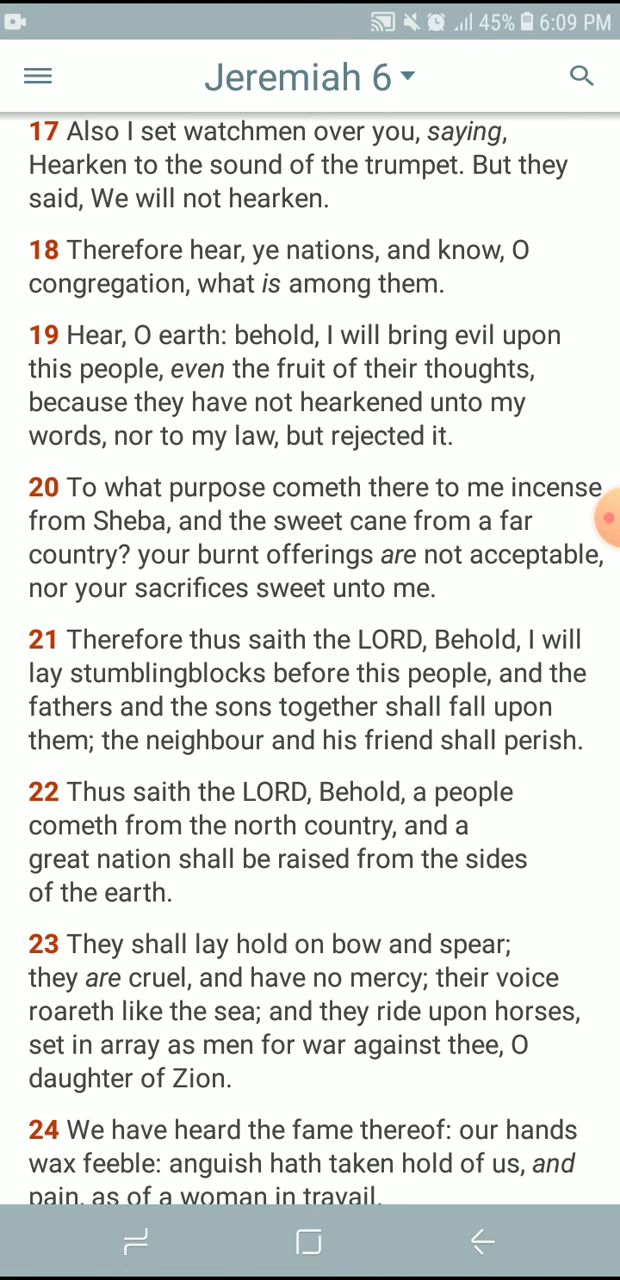 45% 6:09 PM
Jeremiah 6
17 Also I set watchmen over you, saying,
Hearken to the sound of the trumpet. But they
said, We will not hearken.
18 Therefore hear, ye nations, and know, O
congregation, what is among them.
19 Hear, O earth: behold, I will bring evil upon
this people, even the fruit of their thoughts,
because they have not hearkened unto my
words, nor to my law, but rejected it.
20 To what purpose cometh there to me incense
from Sheba, and the sweet cane from a far
country? your burnt offerings are not acceptable,
nor your sacrifices sweet unto me.
21 Therefore thus saith the LORD, Behold, I will
lay stumblingblocks before this people, and the
fathers and the sons together shall fall upon
them; the neighbour and his friend shall perish.
22 Thus saith the LORD, Behold, a people
cometh from the north country, and a
great nation shall be raised from the sides
of the earth.
23 They shall lay hold on bow and spear;
they are cruel, and have no mercy; their voice
roareth like the sea; and they ride upon horses,
set in array as men for war against thee, O
daughter of Zion.
24 We have heard the fame thereof: our hands
wax feeble: anguish hath taken hold of us, and
pain, as of a woman in travail.